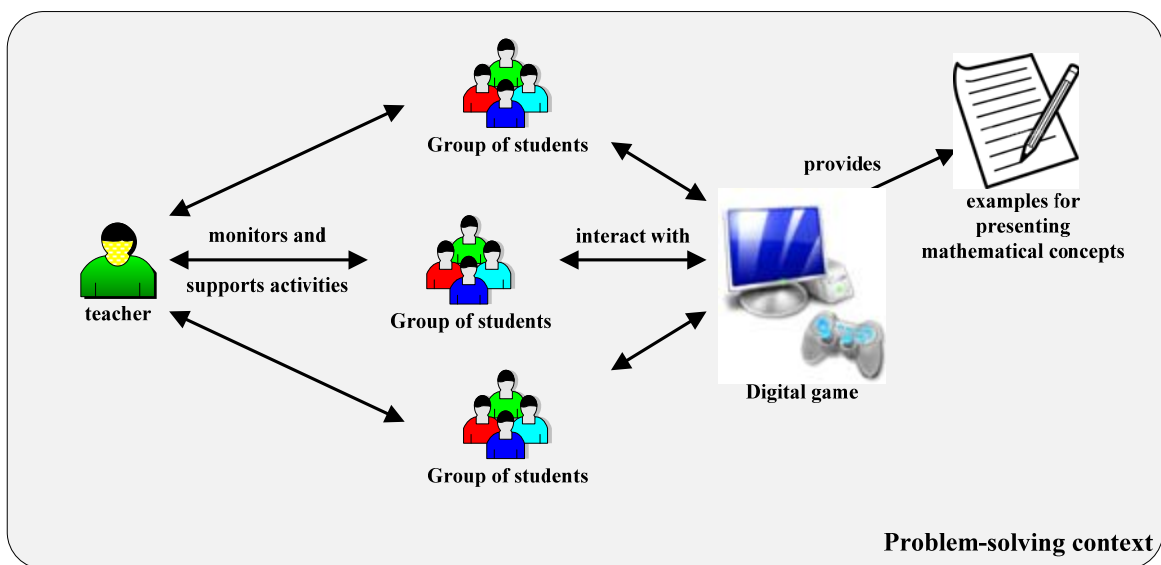 Group of students
provides
examples for
presenting
mathematical concepts
monitors and
supports activities
teacher
interact with
Group of students
Digital game
Group of students
Problem-solving context